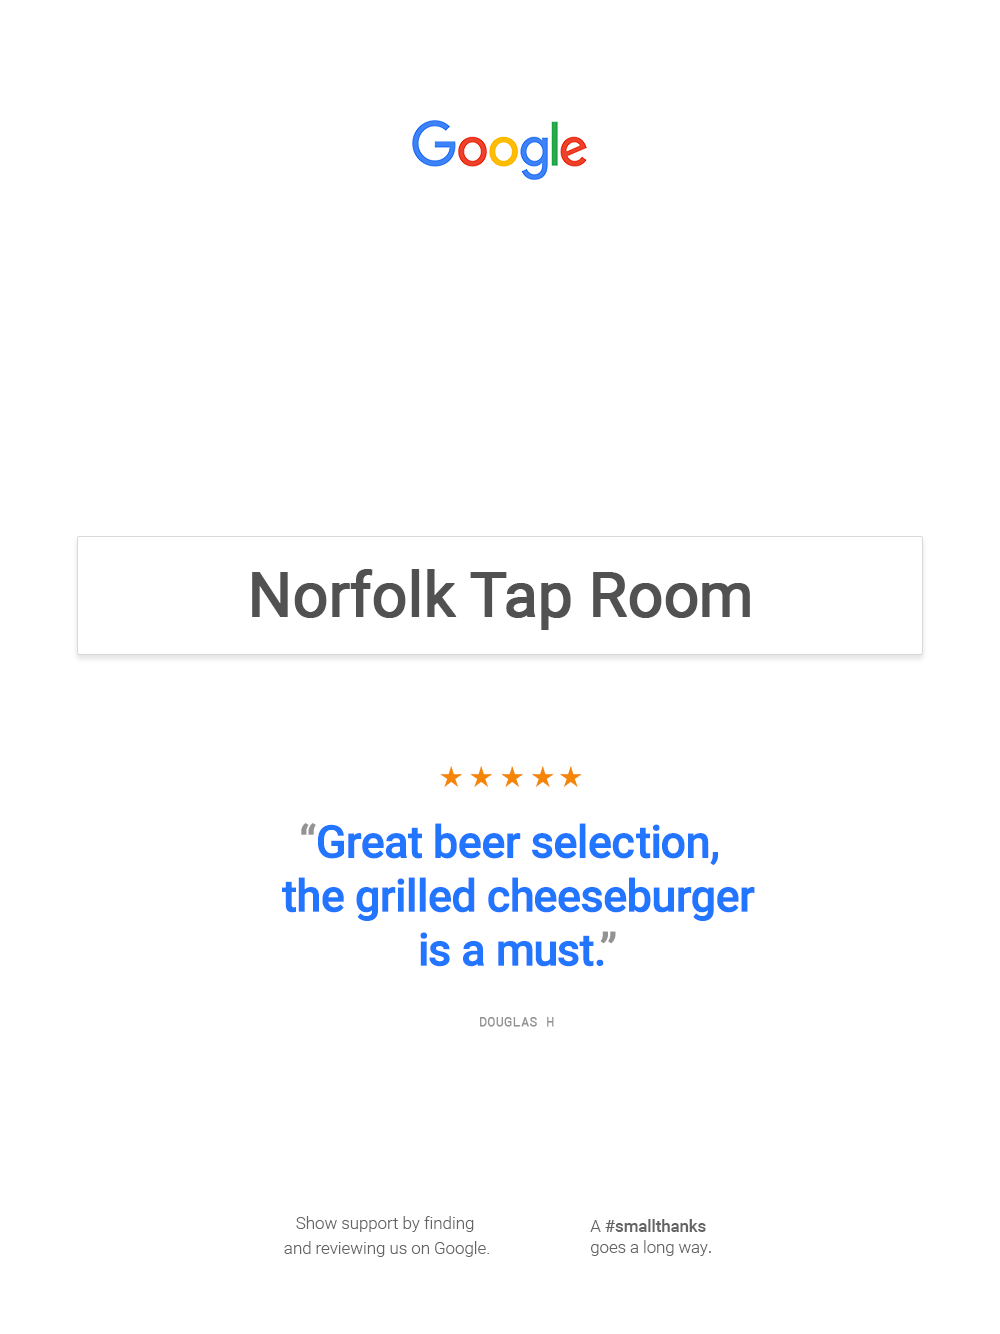 Google
Norfolk Tap Room
“Great beer selection,
the grilled cheeseburger
is a must.”
DOUGLAS H
Show support by finding
and reviewing us on Google.
A #smallthanks
goes a long way.